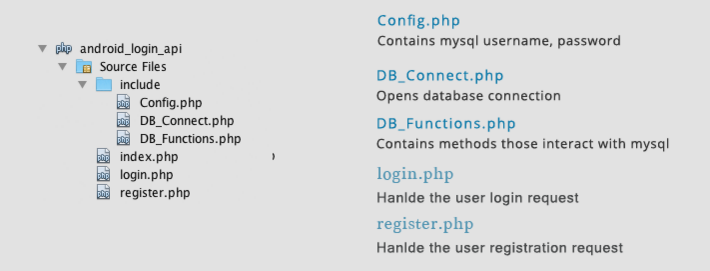 android_login_api
Source Files
include
Config.php
DB_Connect.php
DB_Functions.php
index.php
login.php
register.php
Config.php
Contains mysql username, password
DB_Connect.php
Opens database connection
DB_Functions.php
Contains methods those interact with mysql
login.php
Hanlde the user login request
register.php
Hanlde the user registration request